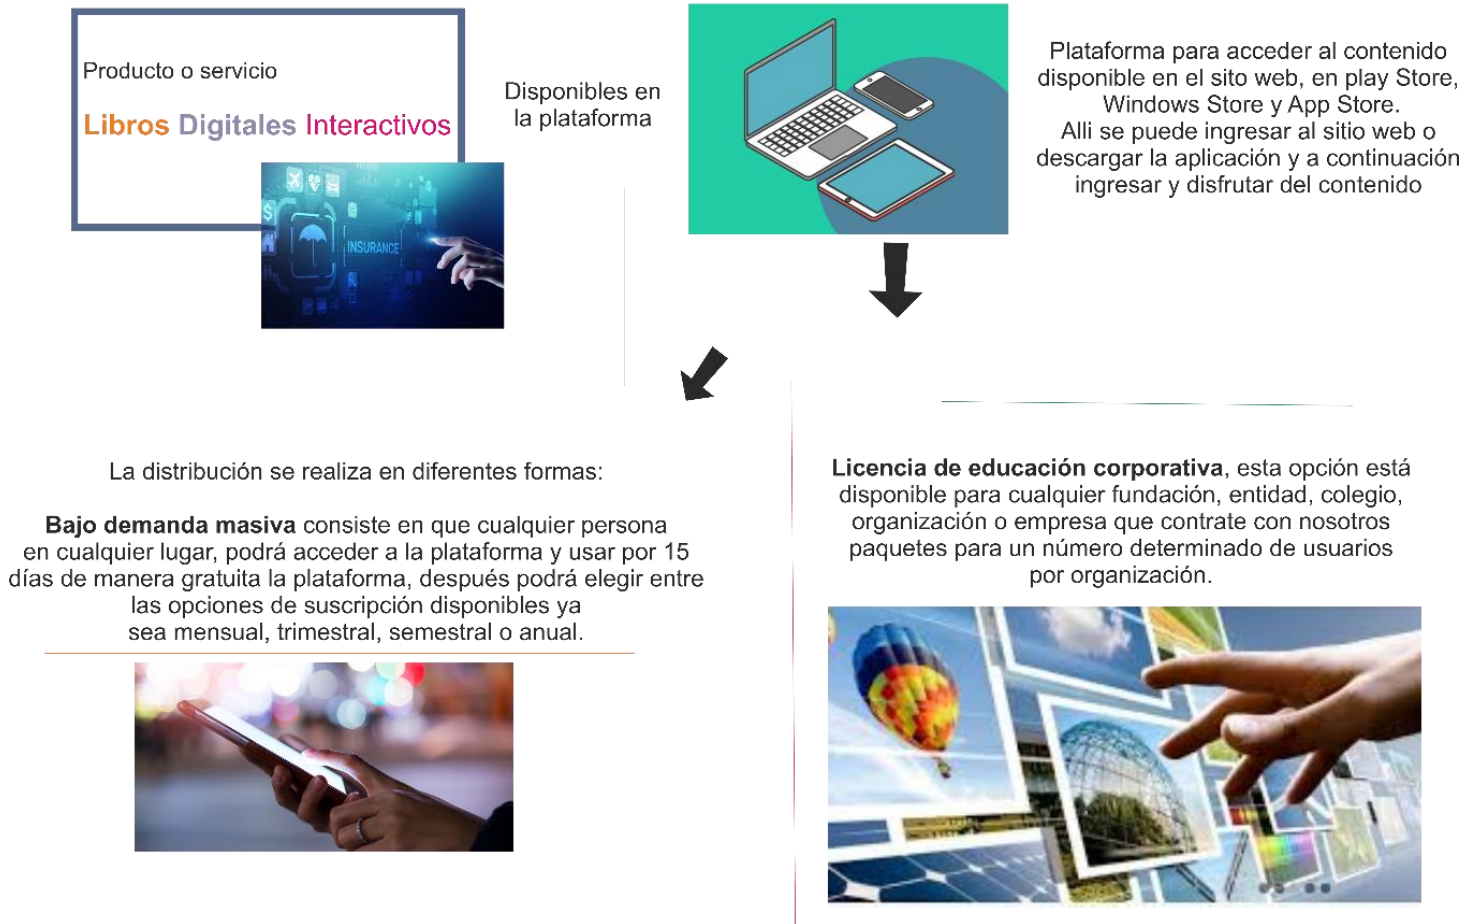 Producto o servicio
Libros Digitales Interactivos
INSURANCE
Disponibles en
la plataforma
Plataforma para acceder al contenido
disponible en el sito web, en play Store,
Windows Store y App Store.
Alli se puede ingresar al sitio web o
descargar la aplicación y a continuación
ingresar y disfrutar del contenido
La distribución se realiza en diferentes formas:
Bajo demanda masiva consiste en que cualquier persona
en cualquier lugar, podrá acceder a la plataforma y usar por 15
días de manera gratuita la plataforma, después podrá elegir entre
las opciones de suscripción disponibles ya
sea mensual, trimestral, semestral o anual.
Licencia de educación corporativa, esta opción está
disponible para cualquier fundación, entidad, colegio,
organización o empresa que contrate con nosotros
paquetes para un número determinado de usuarios
por organización.